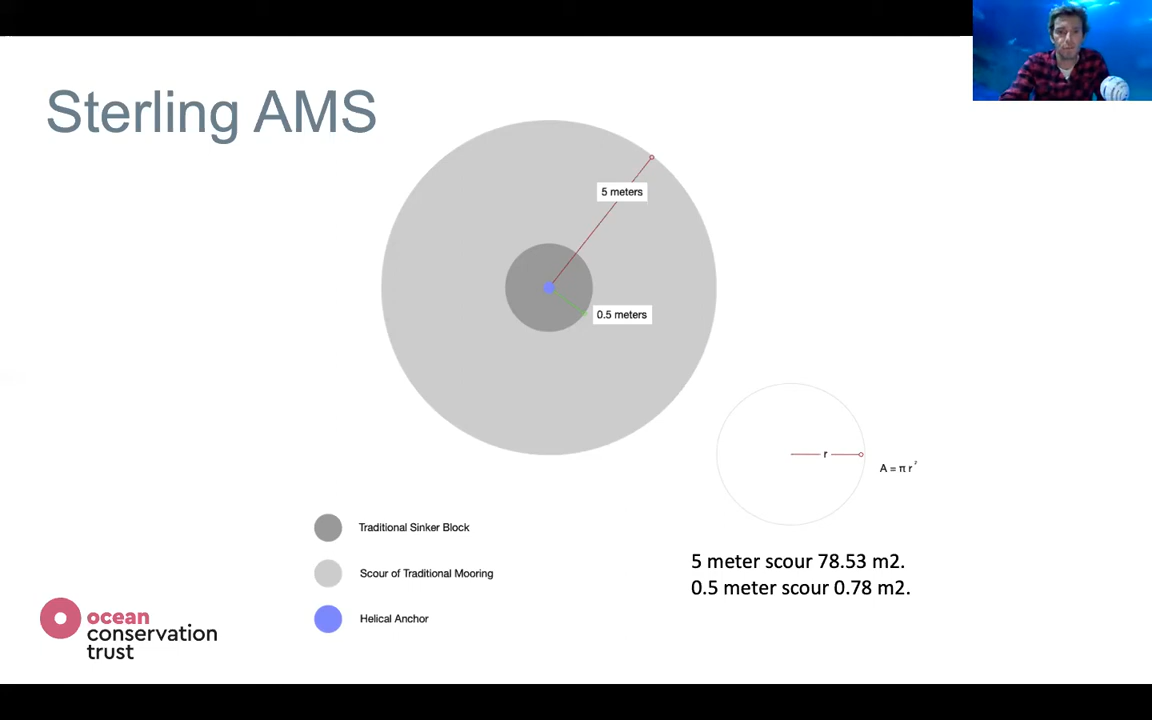 Sterling AMS
5 meters
0.5 meters
r
A = π r²
Traditional Sinker Block
Scour of Traditional Mooring
Helical Anchor
5 meter scour 78.53 m2.
0.5 meter scour 0.78 m2.
ocean
conservation
trust